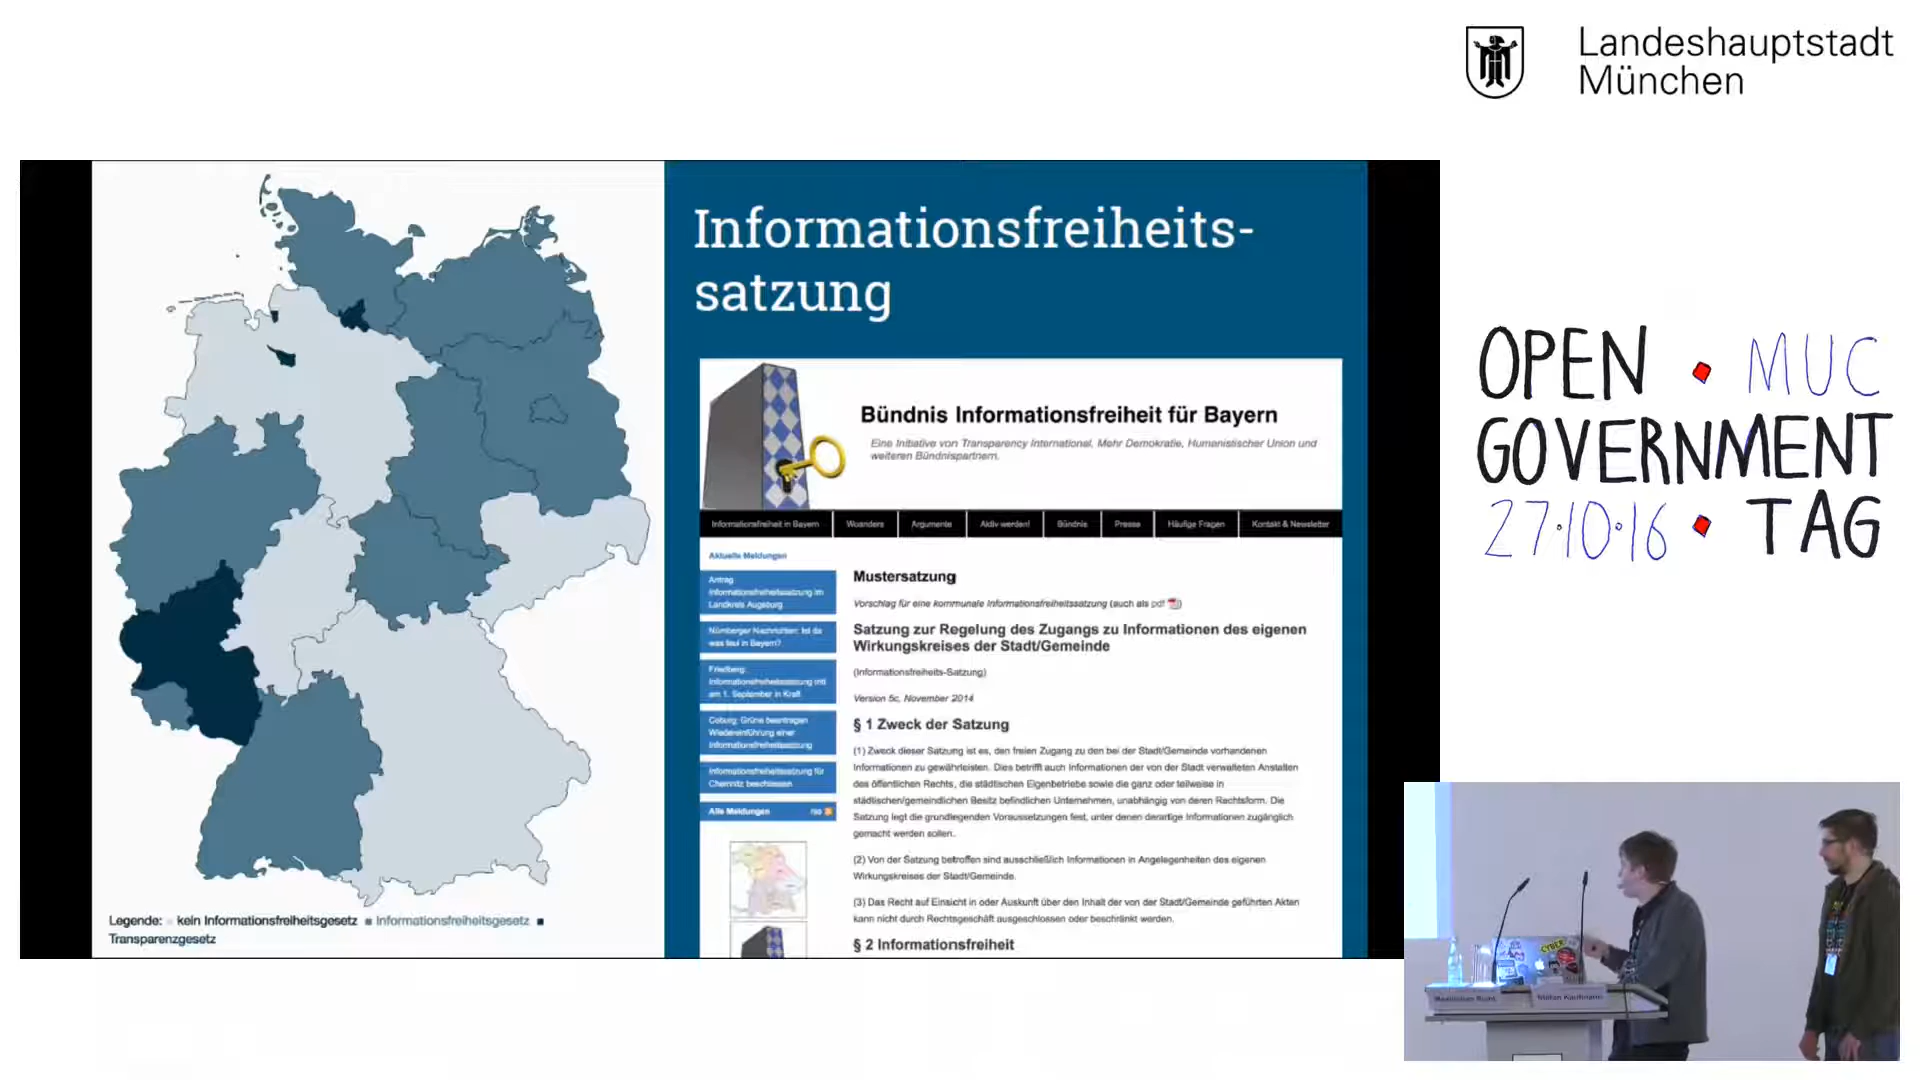 Landeshauptstadt
München
Informationsfreiheits-
satzung
Bündnis Informationsfreiheit für Bayern
Eine Initiative von Transparency International, Mehr Demokratie, Humanistischer Union und
weiteren Bündnispartnern.
Informationsfreiheit in Bayern
Woanders
Argumente
Aktiv werden!
Bündnis
Presse
Häufige Fragen
Kontakt & Newsletter
Aktuelle Meldungen
Antrag
Informationsfreiheitssatzung im
Landkreis Augsburg
Nürnberger Nachrichten: Ist da
was faul in Bayern?
Friedberg:
Informationsfreiheitssatzung tritt
am 1. September in Kraft
Coburg: Grüne beantragen
Wiedereinführung einer
Informationsfreiheitssatzung
Informationsfreiheitssatzung für
Chemnitz beschlossen
Alle Meldungen
rss
Mustersatzung
Vorschlag für eine kommunale Informationsfreiheitssatzung (auch als pdf )
Satzung zur Regelung des Zugangs zu Informationen des eigenen
Wirkungskreises der Stadt/Gemeinde
(Informationsfreiheits-Satzung)
Version 5c, November 2014
§ 1 Zweck der Satzung
(1) Zweck dieser Satzung ist es, den freien Zugang zu den bei der Stadt/Gemeinde vorhandenen
Informationen zu gewährleisten. Dies betrifft auch Informationen der von der Stadt verwalteten Anstalten
des öffentlichen Rechts, die städtischen Eigenbetriebe sowie die ganz oder teilweise in
städtischen/gemeindlichen Besitz befindlichen Unternehmen, unabhängig von deren Rechtsform. Die
Satzung legt die grundlegenden Voraussetzungen fest, unter denen derartige Informationen zugänglich
gemacht werden sollen.
(2) Von der Satzung betroffen sind ausschließlich Informationen in Angelegenheiten des eigenen
Wirkungskreises der Stadt/Gemeinde.
(3) Das Recht auf Einsicht in oder Auskunft über den Inhalt der von der Stadt/Gemeinde geführten Akten
kann nicht durch Rechtsgeschäft ausgeschlossen oder beschränkt werden.
§ 2 Informationsfreiheit
Legende: kein Informationsfreiheitsgesetz Informationsfreiheitsgesetz
Transparenzgesetz
OPEN MUC
GOVERNMENT
27.10.16 TAG
CYBER
Stefan Kaufmann